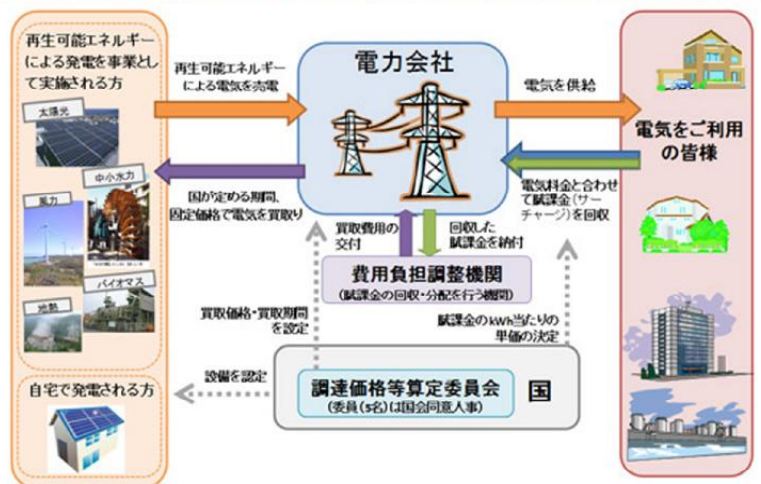 再生可能エネルギー
による発電を事業とし
て実施される方
太陽光
中小水力
風力
バイオマス
地熱
自宅で発電される方
再生可能エネルギー
による電気を売電
国が定める期間、
固定価格で電気を買取り
電力会社
電気を供給
電気料金と合わせ
て賦課金(サー
チャージ)を回収
電気をご利用
の皆様
買取費用の
交付
回収した
賦課金を納付
費用負担調整機関
(賦課金の回収・分配を行う機関)
買取価格・買取期間
を設定
賦課金のkWh当たりの
単価の決定
設備を認定
調達価格等算定委員会
(委員(5名)は国会同意人事)
国